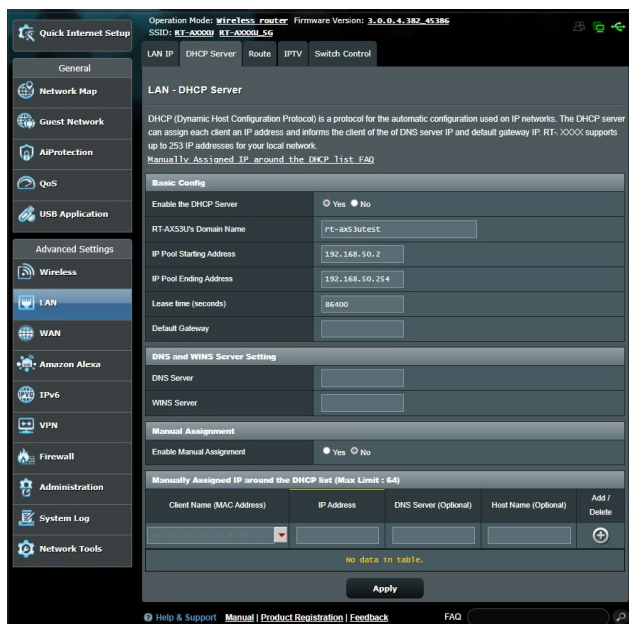 Quick Internet Setup
General
Network Map
Guest Network
AiProtection
QoS
USB Application
Advanced Settings
Wireless
LAN
WAN
Amazon Alexa
IPv6
VPN
Firewall
Administration
System Log
Network Tools
Operation Mode: Wireless router Firmware Version: 3.0.0.4.382_45386
SSID: RT-AXXXU RT-AXXXU_5G
LAN IP DHCP Server Route IPTV Switch Control
LAN - DHCP Server
DHCP (Dynamic Host Configuration Protocol) is a protocol for the automatic configuration used on IP networks. The DHCP server
can assign each client an IP address and informs the client of the of DNS server IP and default gateway IP. RT-. XXXX supports
up to 253 IP addresses for your local network.
Manually Assigned IP around the DHCP list FAQ
Basic Config
Enable the DHCP Server Yes No
RT-AX53U's Domain Name rt-ax53utest
IP Pool Starting Address 192.168.50.2
IP Pool Ending Address 192.168.50.254
Lease time (seconds) 86400
Default Gateway
DNS and WINS Server Setting
DNS Server
WINS Server
Manual Assignment
Enable Manual Assignment Yes No
Manually Assigned IP around the DHCP list (Max Limit : 64)
Client Name (MAC Address) IP Address DNS Server (Optional) Host Name (Optional) Add / Delete
No data in table.
Apply
Help & Support Manual | Product Registration | Feedback FAQ